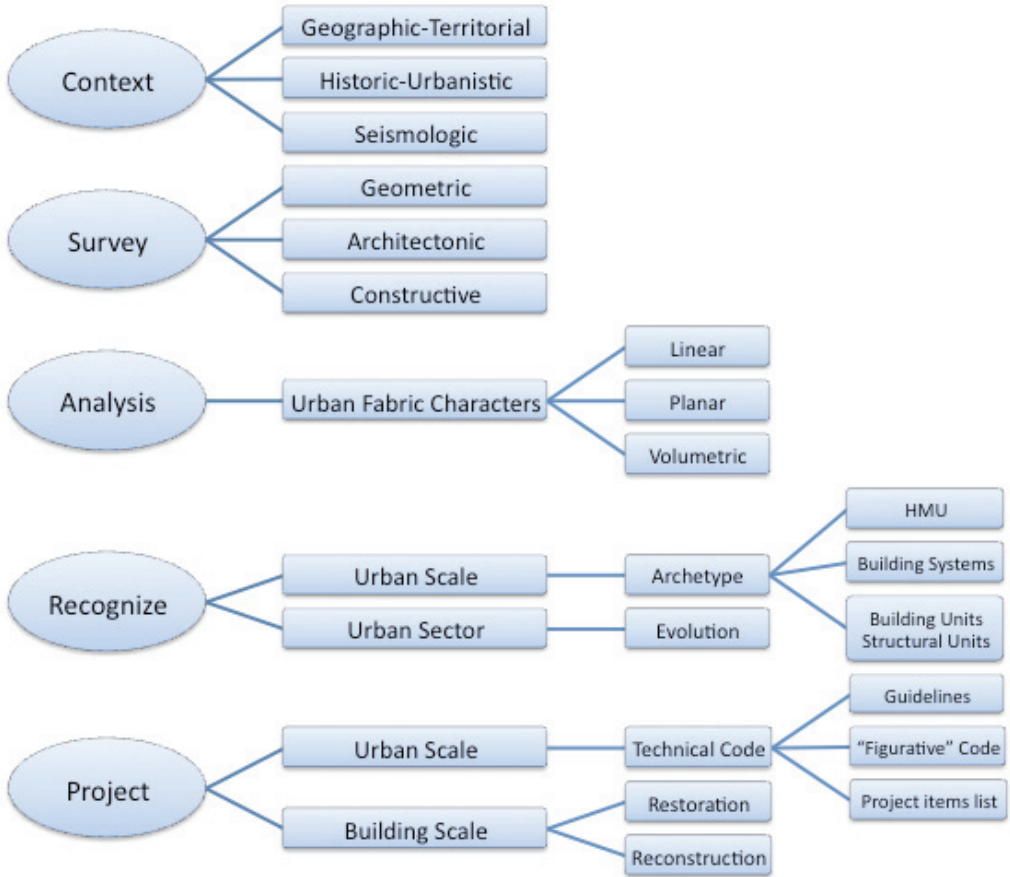 Context
Geographic-Territorial
Historic-Urbanistic
Seismologic
Survey
Geometric
Architectonic
Constructive
Analysis
Urban Fabric Characters
Linear
Planar
Volumetric
Recognize
Urban Scale
Archetype
HMU
Building Systems
Building Units
Structural Units
Urban Sector
Evolution
Project
Urban Scale
Technical Code
Guidelines
“Figurative” Code
Project items list
Building Scale
Restoration
Reconstruction